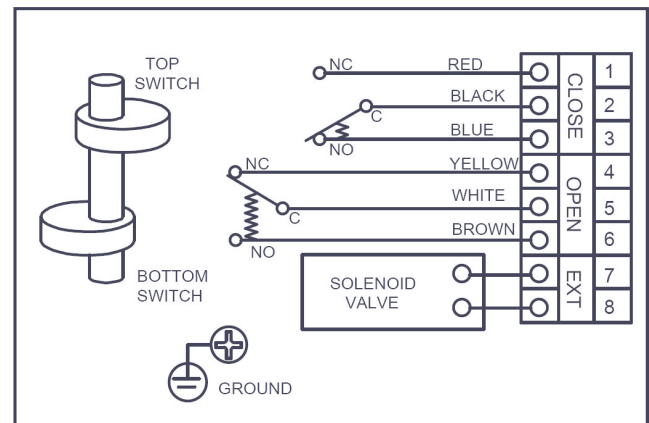 TOP
SWITCH
NC
RED
1
BLACK
C
2
BLUE
NO
3
CLOSE
NC
YELLOW
4
WHITE
C
5
BROWN
NO
6
OPEN
SOLENOID
VALVE
7
8
EXT
BOTTOM
SWITCH
GROUND